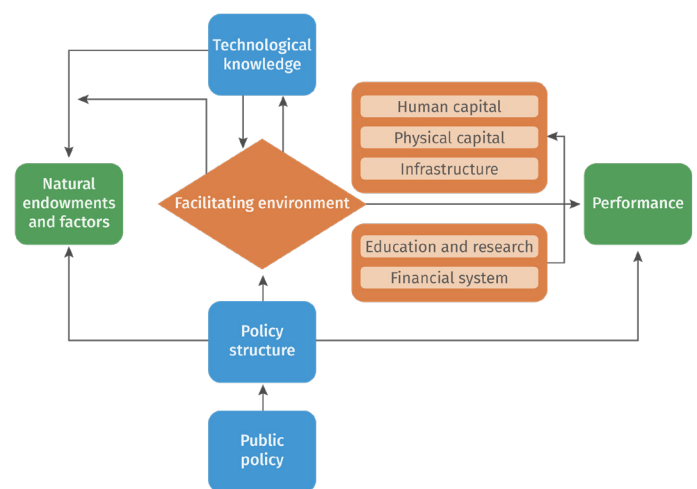 Technological
knowledge
Human capital
Physical capital
Infrastructure
Natural
endowments
and factors
Facilitating environment
Performance
Education and research
Financial system
Policy
structure
Public
policy